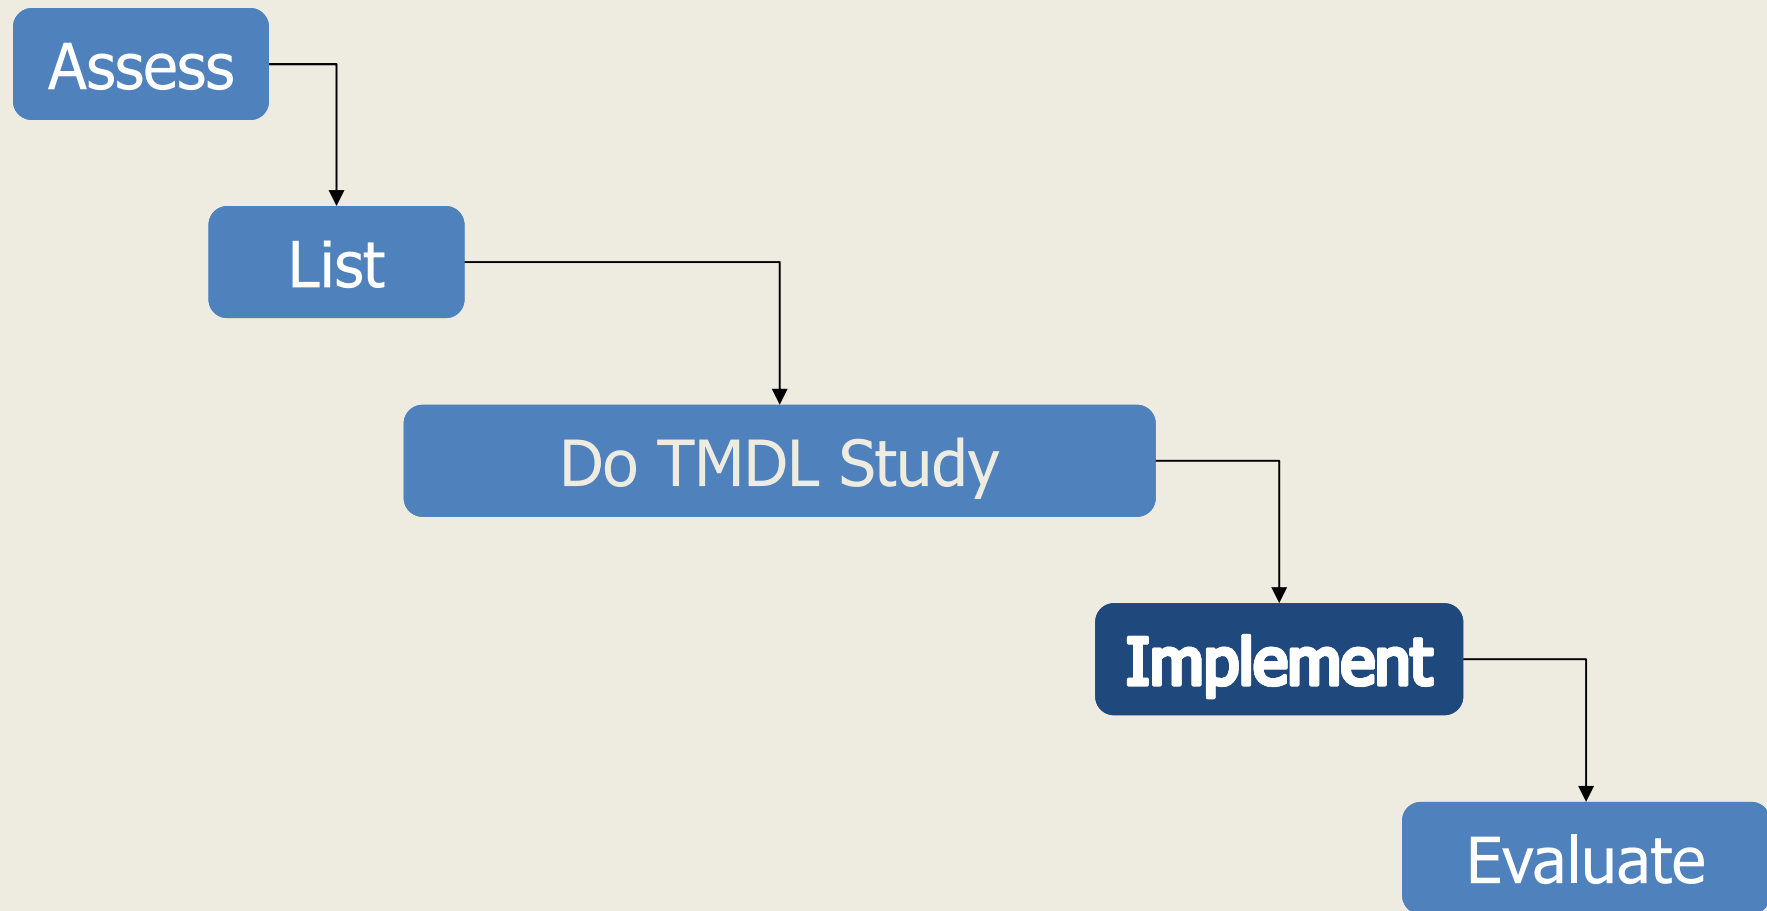 Assess
List
Do TMDL Study
Implement
Evaluate